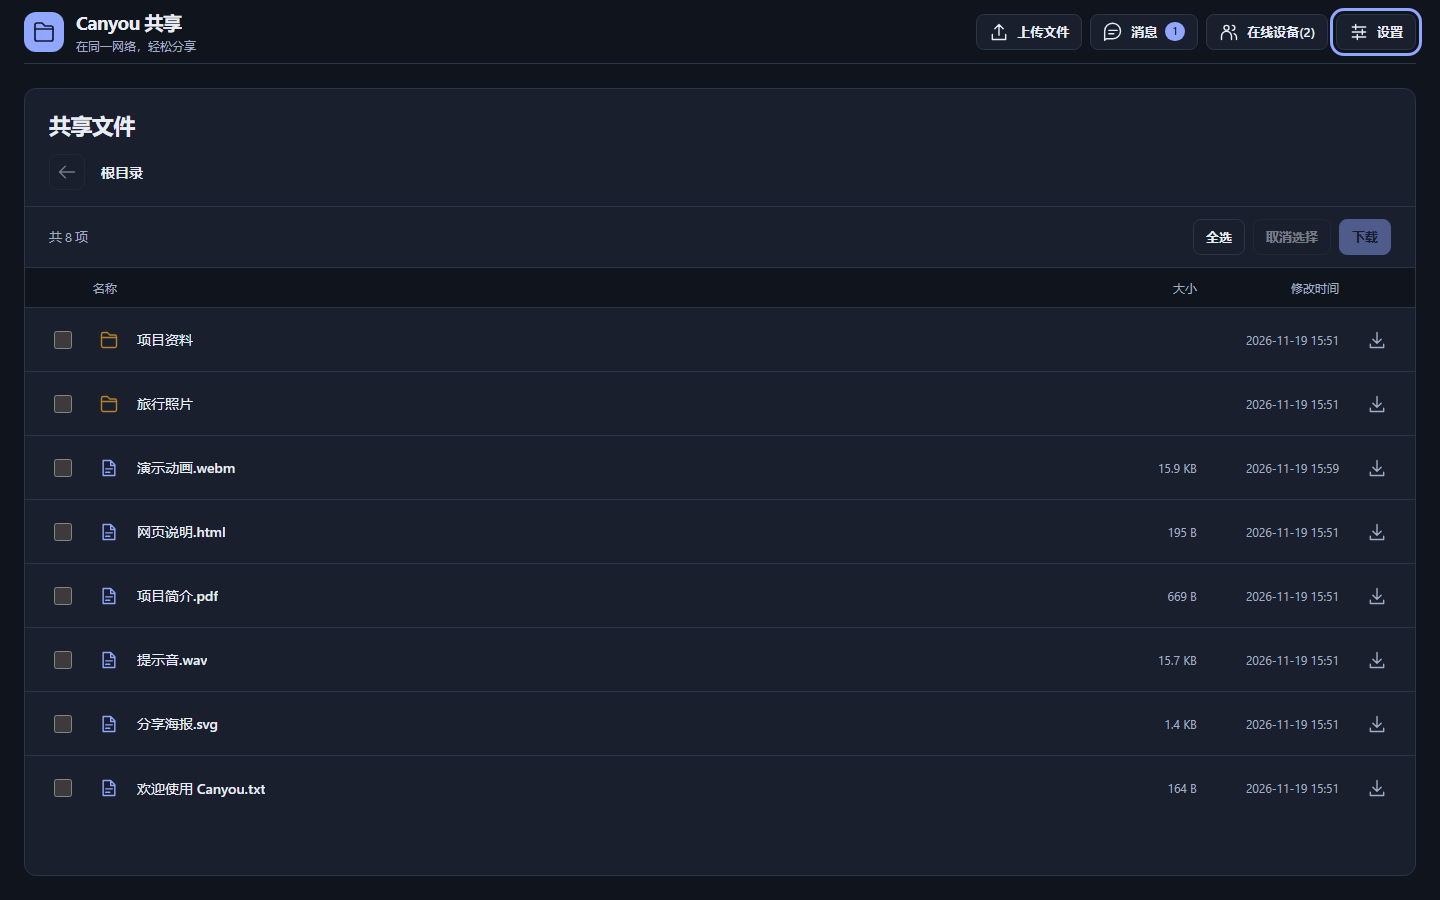 Canyou 共享
在同一网络，轻松分享
上传文件
消息 1
在线设备(2)
设置
共享文件
根目录
共 8 项
全选
取消选择
下载
名称 大小 修改时间
项目资料 2026-11-19 15:51
旅行照片 2026-11-19 15:51
演示动画.webm 15.9 KB 2026-11-19 15:59
网页说明.html 195 B 2026-11-19 15:51
项目简介.pdf 669 B 2026-11-19 15:51
提示音.wav 15.7 KB 2026-11-19 15:51
分享海报.svg 1.4 KB 2026-11-19 15:51
欢迎使用 Canyou.txt 164 B 2026-11-19 15:51